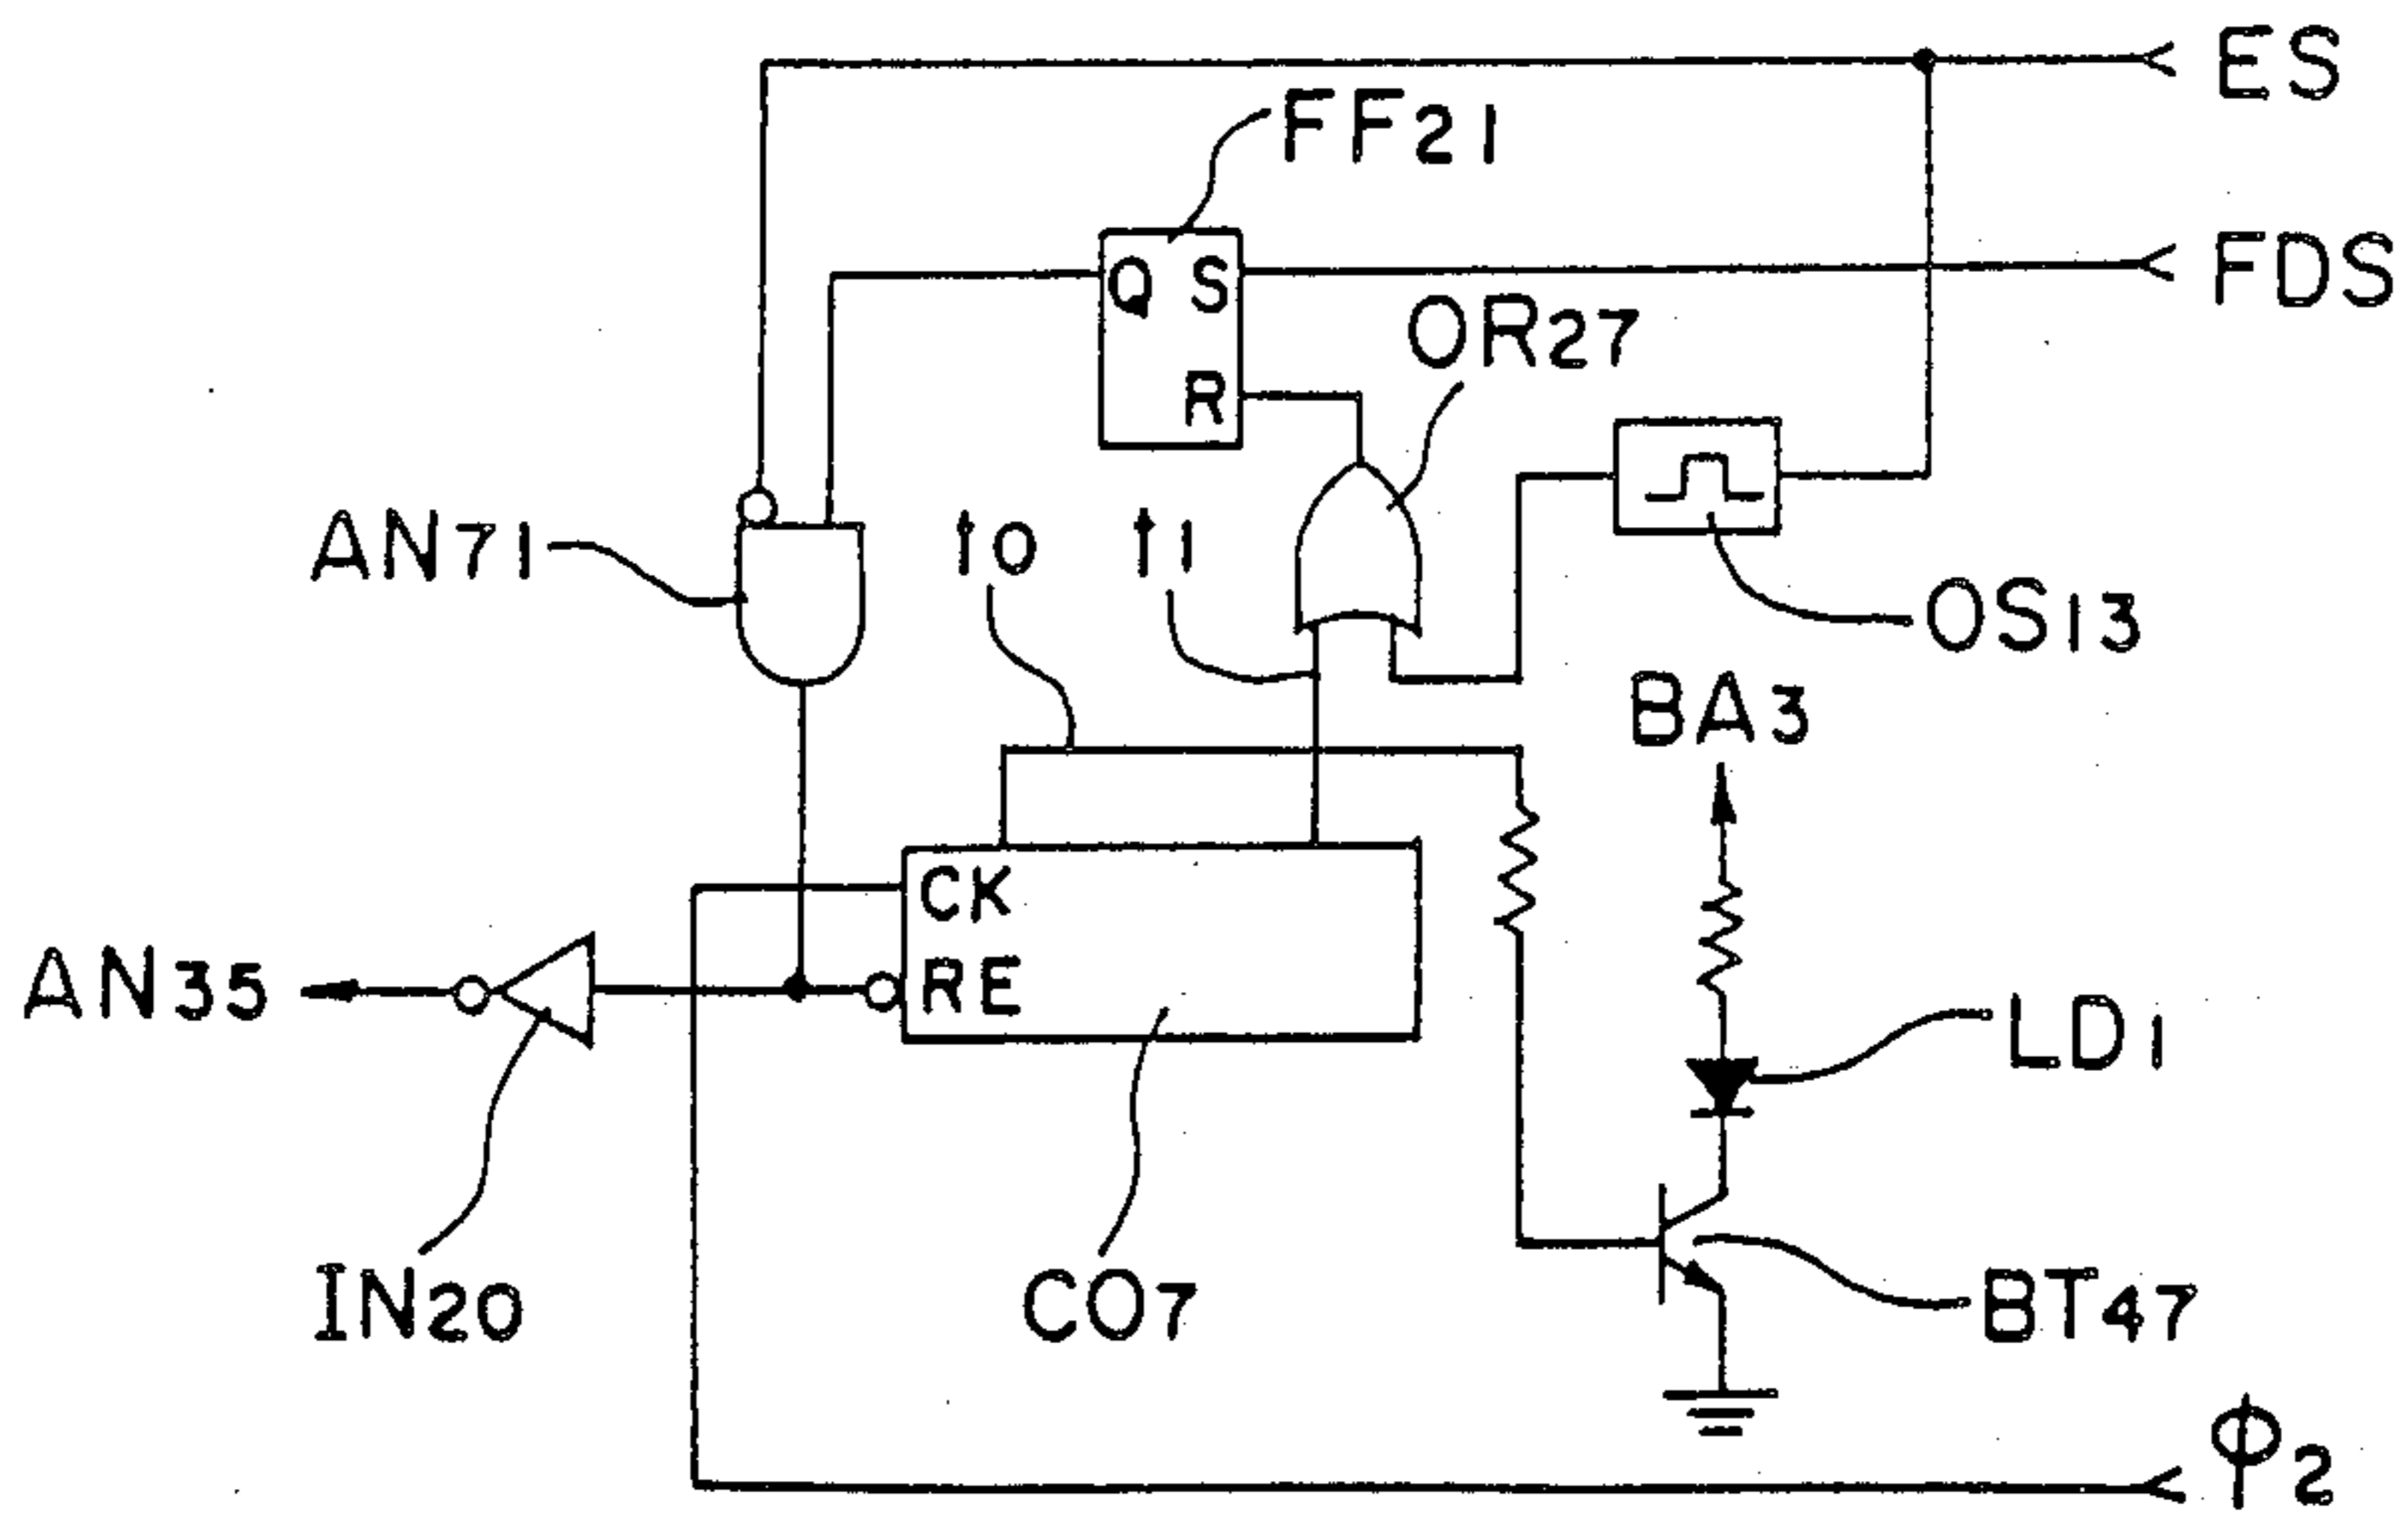 ES
FF21
FDS
Q S
R
OR27
AN71
t0
t1
OS13
BA3
CK
RE
AN35
LD1
IN20
CO7
BT47
φ2